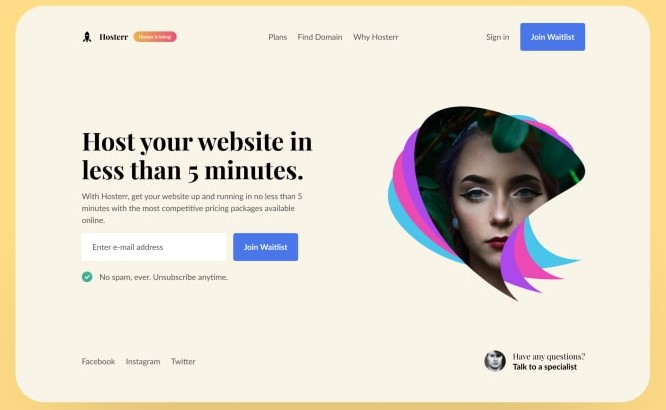 Hosterr
Hosterr is hiring!
Plans
Find Domain
Why Hosterr
Sign in
Join Waitlist
Host your website in
less than 5 minutes.
With Hosterr, get your website up and running in no less than 5
minutes with the most competitive pricing packages available
online.
Enter e-mail address
Join Waitlist
No spam, ever. Unsubscribe anytime.
Facebook
Instagram
Twitter
Have any questions?
Talk to a specialist